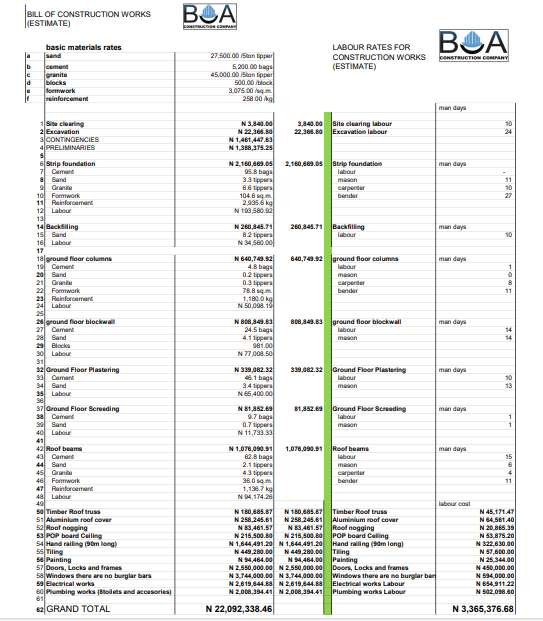 BILL OF CONSTRUCTION WORKS
(ESTIMATE)
BOA
CONSTRUCTION COMPANY
BOA
CONSTRUCTION COMPANY
LABOUR RATES FOR
CONSTRUCTION WORKS
(ESTIMATE)
basic materials rates
a sand 27,500.00 /5ton tipper
b cement 5,200.00 bags
c granite 45,000.00 /5ton tipper
d blocks 500.00 /block
e formwork 3,075.00 /sq.m.
f reinforcement 258.00 /kg
man days
1 Site clearing N 3,840.00 3,840.00 Site clearing labour 10
2 Excavation N 22,366.80 22,366.80 Excavation labour 24
3 CONTINGENCIES N 1,461,447.63
4 PRELIMINARIES N 1,388,375.25
5
6 Strip foundation N 2,160,669.05 2,160,669.05 Strip foundation man days
7 Cement 95.8 bags labour -
8 Sand 3.3 tippers mason 11
9 Granite 6.6 tippers carpenter 10
10 Formwork 104.6 sq.m. bender 27
11 Reinforcement 2,935.6 kg
12 Labour N 193,580.92
13
14 Backfilling N 260,845.71 260,845.71 Backfilling man days
15 Sand 8.2 tippers labour 10
16 Labour N 34,560.00
17
18 ground floor columns N 640,749.92 640,749.92 ground floor columns man days
19 Cement 4.8 bags labour 1
20 Sand 0.2 tippers mason 0
21 Granite 0.3 tippers carpenter 8
22 Formwork 78.8 sq.m. bender 11
23 Reinforcement 1,180.0 kg
24 Labour N 50,098.19
25
26 ground floor blockwall N 808,849.83 808,849.83 ground floor blockwall man days
27 Cement 24.5 bags labour 14
28 Sand 4.1 tippers mason 14
29 Blocks 981.00
30 Labour N 77,008.50
31
32 Ground Floor Plastering N 339,082.32 339,082.32 Ground Floor Plastering man days
33 Cement 46.1 bags labour 10
34 Sand 3.4 tippers mason 13
35 Labour N 65,400.00
36
37 Ground Floor Screeding N 81,852.69 81,852.69 Ground Floor Screeding man days
38 Cement 9.7 bags labour 1
39 Sand 0.7 tippers mason 1
40 Labour N 11,733.33
41
42 Roof beams N 1,076,090.91 1,076,090.91 Roof beams man days
43 Cement 62.8 bags labour 15
44 Sand 2.1 tippers mason 6
45 Granite 4.3 tippers carpenter 4
46 Formwork 36.0 sq.m. bender 11
47 Reinforcement 1,136.7 kg
48 Labour N 94,174.26
49 labour cost
50 Timber Roof truss N 180,685.87 N 180,685.87 Timber Roof truss N 45,171.47
51 Aluminium roof cover N 258,245.61 N 258,245.61 Aluminium roof cover N 64,561.40
52 Roof nogging N 83,461.57 N 83,461.57 Roof nogging N 20,865.39
53 POP board Ceiling N 215,500.80 N 215,500.80 POP board Ceiling N 53,875.20
54 Hand railing (90m long) N 1,644,491.20 N 1,644,491.20 Hand railing (90m long) N 322,630.00
55 Tiling N 449,280.00 N 449,280.00 Tiling N 57,600.00
56 Painting N 94,464.00 N 94,464.00 Painting N 25,344.00
57 Doors, Locks and frames N 2,550,000.00 N 2,550,000.00 Doors, Locks and frames N 450,000.00
58 Windows there are no burglar bars N 3,744,000.00 N 3,744,000.00 Windows there are no burglar bars N 594,000.00
59 Electrical works N 2,619,644.88 N 2,619,644.88 Electrical works Labour N 654,911.22
60 Plumbing works (8toilets and accesories) N 2,008,394.41 N 2,008,394.41 Plumbing works Labour N 502,098.60
61
62 GRAND TOTAL N 22,092,338.46 N 3,365,376.68